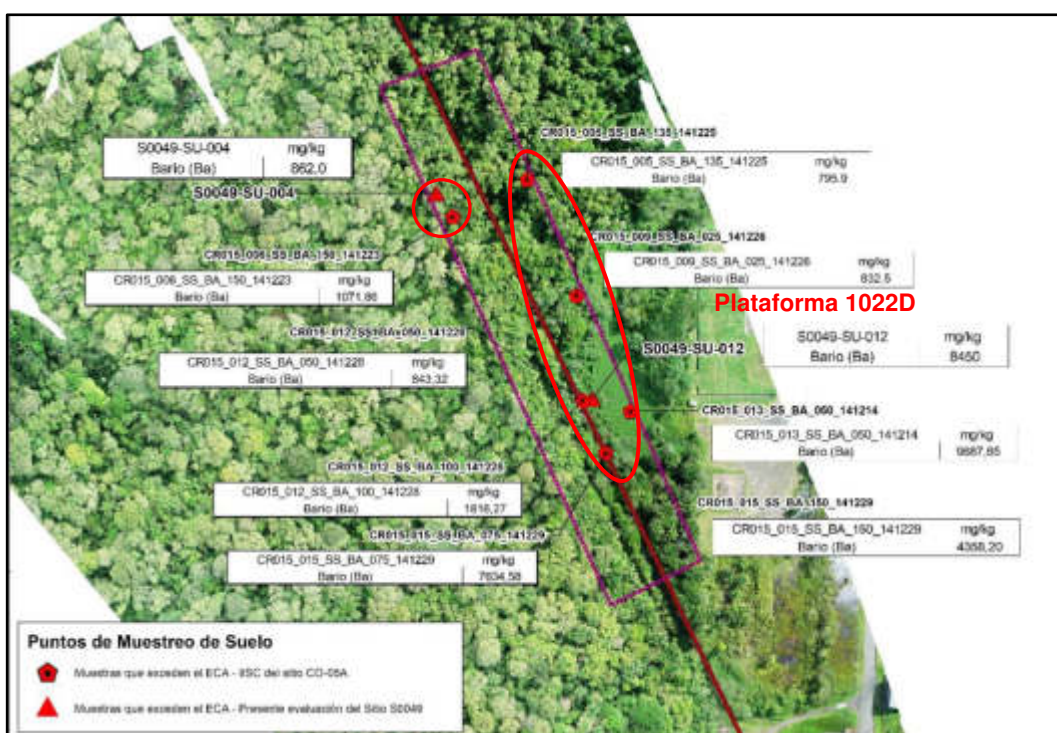 CR015_005_SS_BA_135_141225
S0049-SU-004 mg/kg
Bario (Ba) 862.0
CR015_005_SS_BA_135_141225 mg/kg
Bario (Ba) 795.9
S0049-SU-004
CR015_009_SS_BA_025_141226
CR015_006_SS_BA_150_141223
CR015_009_SS_BA_025_141226 mg/kg
Bario (Ba) 832.5
CR015_006_SS_BA_150_141223 mg/kg
Bario (Ba) 1071.86
Plataforma 1022D
CR015_012_SS_BA_050_141228
S0049-SU-012
S0049-SU-012 mg/kg
Bario (Ba) 8450
CR015_012_SS_BA_050_141228 mg/kg
Bario (Ba) 843,32
CR015_013_SS_BA_050_141214
CR015_013_SS_BA_050_141214 mg/kg
Bario (Ba)
CR015_012_SS_BA_100_141228
CR015_012_SS_BA_100_141228 mg/kg
Bario (Ba) 1816,27
CR015_015_SS_BA_150_141229
CR015_015_SS_BA_075_141229
CR015_015_SS_BA_150_141229 mg/kg
Bario (Ba) 4358,20
CR015_015_SS_BA_075_141229 mg/kg
Bario (Ba) 7634,58
Puntos de Muestreo de Suelo
Muestras que exceden el ECA - IISC del sitio CO-05A
Muestras que exceden el ECA - Presente evaluación del Sitio S0049